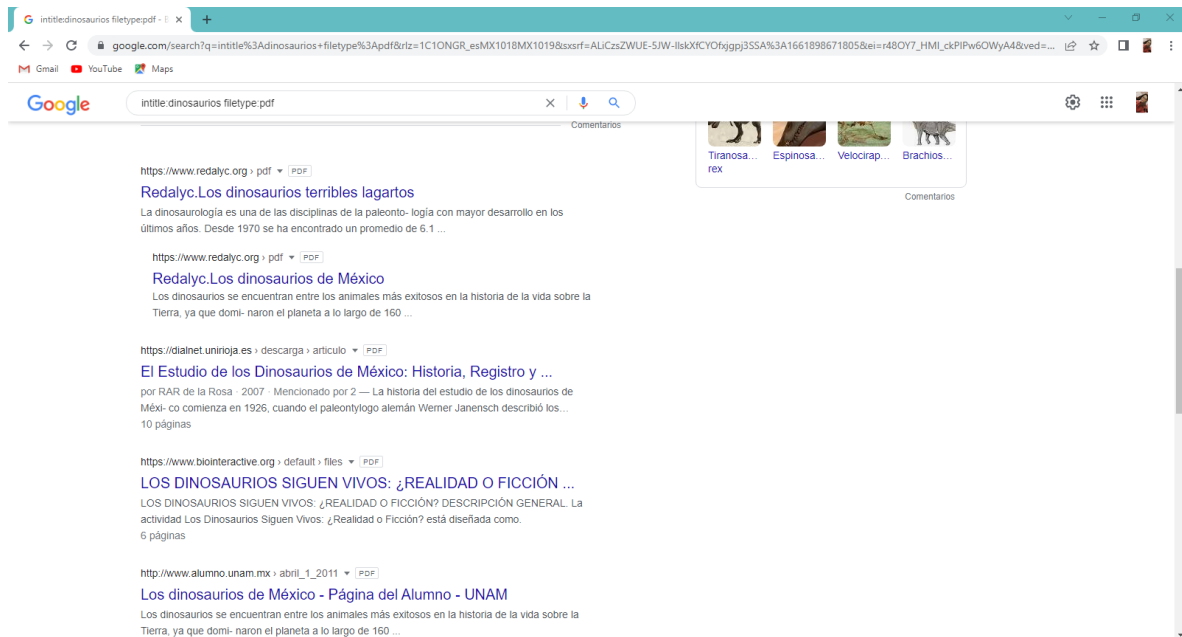 intitle:dinosaurios filetype:pdf - B
google.com/search?q=intitle%3Adinosaurios+filetype%3Apdf&rlz=1C1ONGR_esMX1018MX1019&sxsrf=ALiCzsZWUE-5JW-lIskXfCYOfxjgpj3SSA%3A1661898671805&ei=r48OY7_HMI_ckPIPw6OWyA4&ved=...
Gmail YouTube Maps
Google intitle:dinosaurios filetype:pdf
Comentarios
Tiranosa... rex
Espinosa...
Velocirap...
Brachios...
Comentarios
https://www.redalyc.org › pdf PDF
Redalyc.Los dinosaurios terribles lagartos
La dinosaurología es una de las disciplinas de la paleonto- logía con mayor desarrollo en los
últimos años. Desde 1970 se ha encontrado un promedio de 6.1 ...
https://www.redalyc.org › pdf PDF
Redalyc.Los dinosaurios de México
Los dinosaurios se encuentran entre los animales más exitosos en la historia de la vida sobre la
Tierra, ya que domi- naron el planeta a lo largo de 160 ...
https://dialnet.unirioja.es › descarga › articulo PDF
El Estudio de los Dinosaurios de México: Historia, Registro y ...
por RAR de la Rosa · 2007 · Mencionado por 2 — La historia del estudio de los dinosaurios de
Méxi- co comienza en 1926, cuando el paleontylogo alemán Werner Janensch describió los...
10 páginas
https://www.biointeractive.org › default › files PDF
LOS DINOSAURIOS SIGUEN VIVOS: ¿REALIDAD O FICCIÓN ...
LOS DINOSAURIOS SIGUEN VIVOS: ¿REALIDAD O FICCIÓN? DESCRIPCIÓN GENERAL. La
actividad Los Dinosaurios Siguen Vivos: ¿Realidad o Ficción? está diseñada como.
6 páginas
http://www.alumno.unam.mx › abril_1_2011 PDF
Los dinosaurios de México - Página del Alumno - UNAM
Los dinosaurios se encuentran entre los animales más exitosos en la historia de la vida sobre la
Tierra, ya que domi- naron el planeta a lo largo de 160 ...